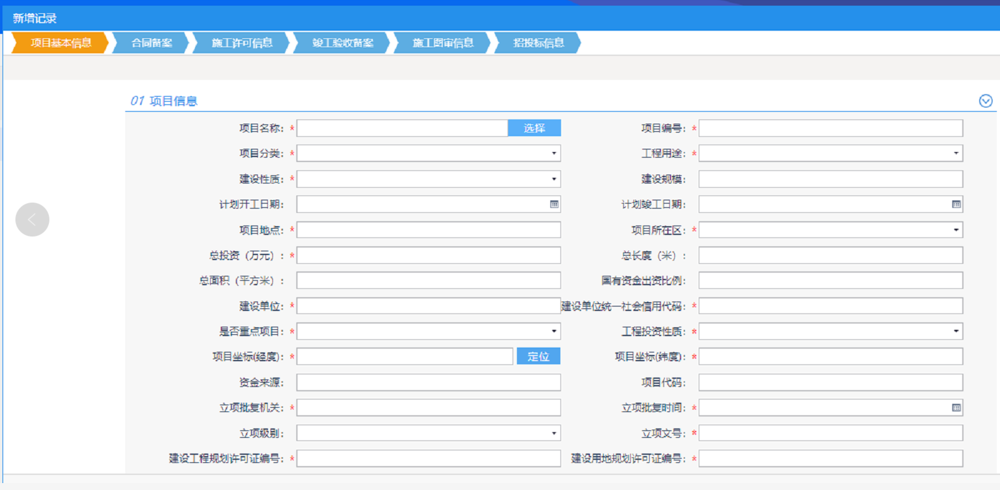 新增记录
项目基本信息 合同备案 施工许可信息 竣工验收备案 施工图审信息 招投标信息
01 项目信息
项目名称: * 选择 项目编号: *
项目分类: * 工程用途: *
建设性质: * 建设规模:
计划开工日期: 计划竣工日期:
项目地点: * 项目所在区: *
总投资（万元）: * 总长度（米）:
总面积（平方米）: 国有资金出资比例:
建设单位: * 建设单位统一社会信用代码: *
是否重点项目: * 工程投资性质: *
项目坐标(经度): * 定位 项目坐标(纬度): *
资金来源: 项目代码:
立项批复机关: * 立项批复时间: *
立项级别: 立项文号: *
建设工程规划许可证编号: * 建设用地规划许可证编号: *